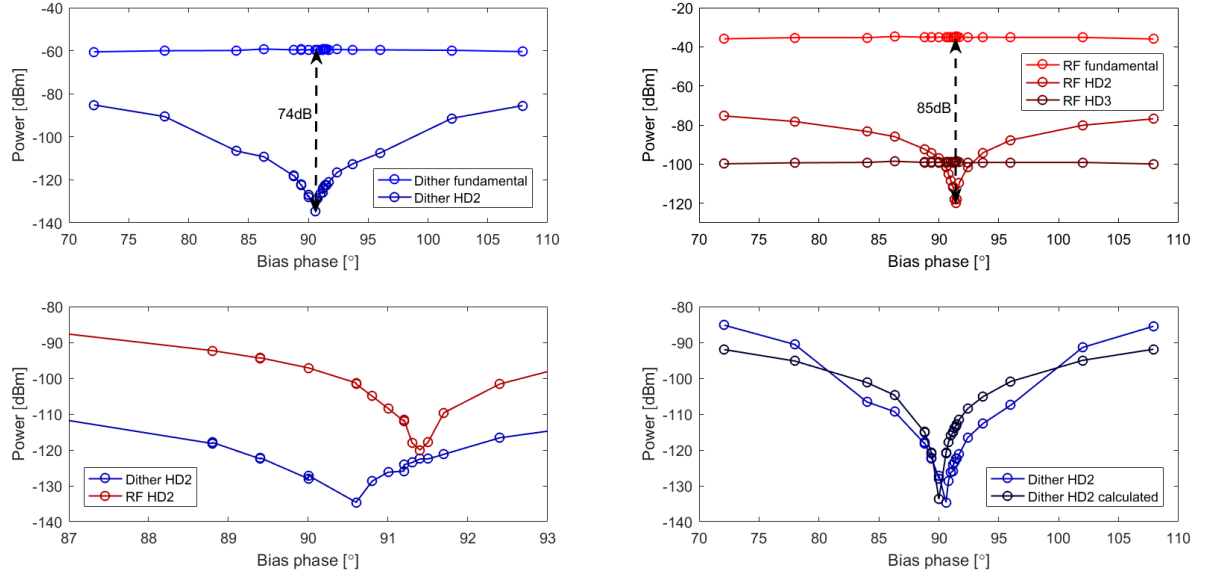 -40
-60
-80
-100
-120
-140
Power [dBm]
74dB
Dither fundamental
Dither HD2
70 75 80 85 90 95 100 105 110
Bias phase [°]
-20
-40
-60
-80
-100
-120
Power [dBm]
85dB
RF fundamental
RF HD2
RF HD3
70 75 80 85 90 95 100 105 110
Bias phase [°]
-80
-90
-100
-110
-120
-130
-140
Power [dBm]
Dither HD2
RF HD2
87 88 89 90 91 92 93
Bias phase [°]
-80
-90
-100
-110
-120
-130
-140
Power [dBm]
Dither HD2
Dither HD2 calculated
70 75 80 85 90 95 100 105 110
Bias phase [°]